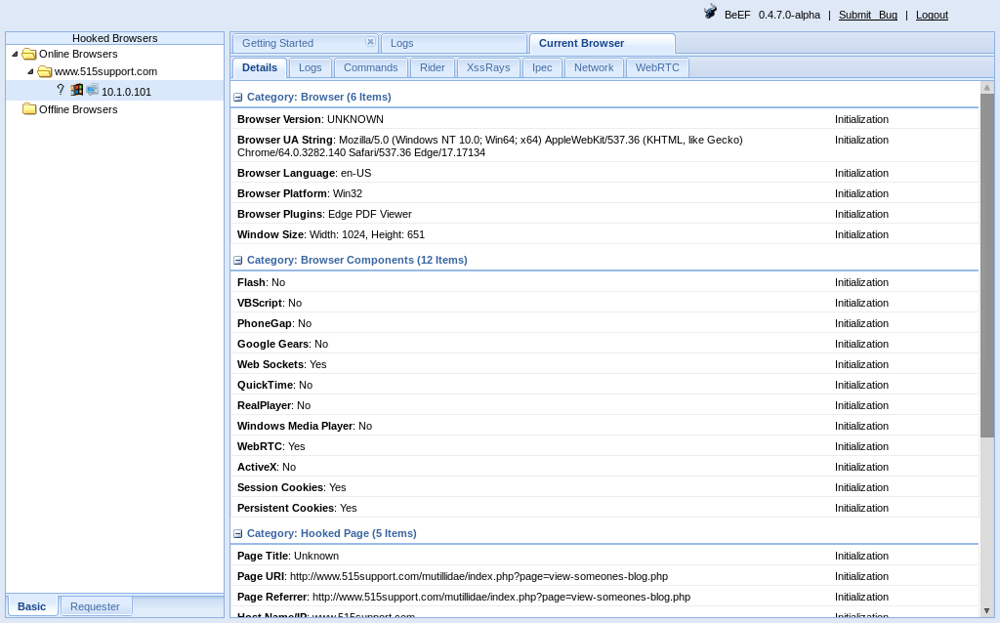 BeEF 0.4.7.0-alpha | Submit Bug | Logout
Hooked Browsers
Online Browsers
www.515support.com
? 10.1.0.101
Offline Browsers
Basic Requester
Getting Started Logs Current Browser
Details Logs Commands Rider XssRays Ipec Network WebRTC
Category: Browser (6 Items)
Browser Version: UNKNOWN Initialization
Browser UA String: Mozilla/5.0 (Windows NT 10.0; Win64; x64) AppleWebKit/537.36 (KHTML, like Gecko) Initialization
Chrome/64.0.3282.140 Safari/537.36 Edge/17.17134
Browser Language: en-US Initialization
Browser Platform: Win32 Initialization
Browser Plugins: Edge PDF Viewer Initialization
Window Size: Width: 1024, Height: 651 Initialization
Category: Browser Components (12 Items)
Flash: No Initialization
VBScript: No Initialization
PhoneGap: No Initialization
Google Gears: No Initialization
Web Sockets: Yes Initialization
QuickTime: No Initialization
RealPlayer: No Initialization
Windows Media Player: No Initialization
WebRTC: Yes Initialization
ActiveX: No Initialization
Session Cookies: Yes Initialization
Persistent Cookies: Yes Initialization
Category: Hooked Page (5 Items)
Page Title: Unknown Initialization
Page URI: http://www.515support.com/mutillidae/index.php?page=view-someones-blog.php Initialization
Page Referrer: http://www.515support.com/mutillidae/index.php?page=view-someones-blog.php Initialization
Host Name/IP: www.515support.com Initialization